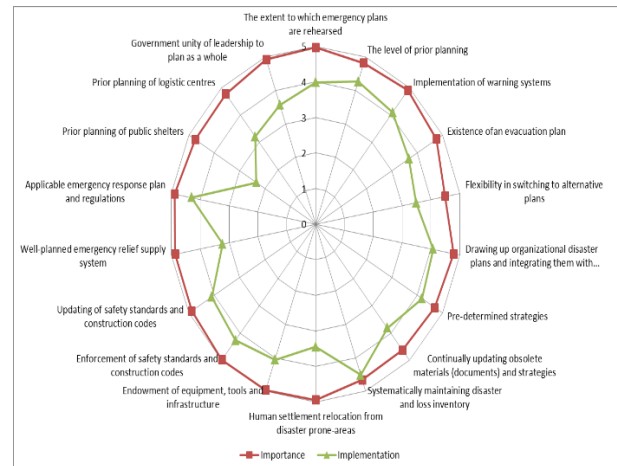 The extent to which emergency plans
are rehearsed
Government unity of leadership to
plan as a whole
The level of prior planning
Prior planning of logistic centres
Implementation of warning systems
Prior planning of public shelters
Existence ofan evacuation plan
Applicable emergency response plan
and regulations
Flexibility in switching to alternative
plans
Well-planned emergency relief supply
system
Drawing up organizational disaster
plans and integrating them with...
Updating of safety standards and
construction codes
Pre-determined strategies
Enforcement of safety standards and
construction codes
Continually updating obsolete
materials (documents) and strategies
Endowment of equipment, tools and
infrastructure
Systematically maintaining disaster
and loss inventory
Human settlement relocation from
disaster prone-areas
5
4
3
2
1
0
Importance
Implementation